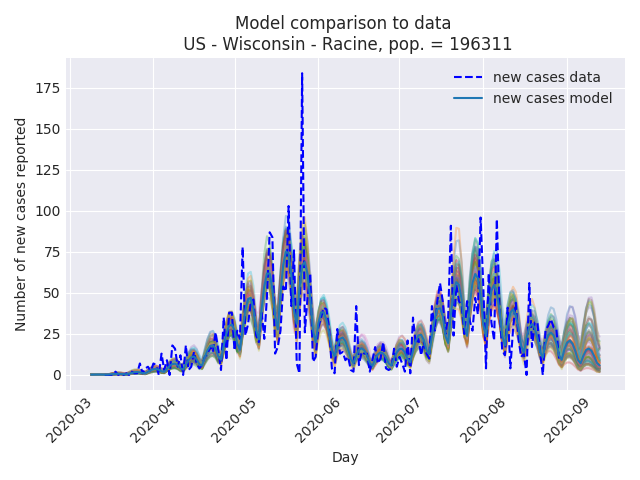 Model comparison to data
US - Wisconsin - Racine, pop. = 196311
new cases data
new cases model
Number of new cases reported
175
150
125
100
75
50
25
0
2020-03
2020-04
2020-05
2020-06
2020-07
2020-08
2020-09
Day